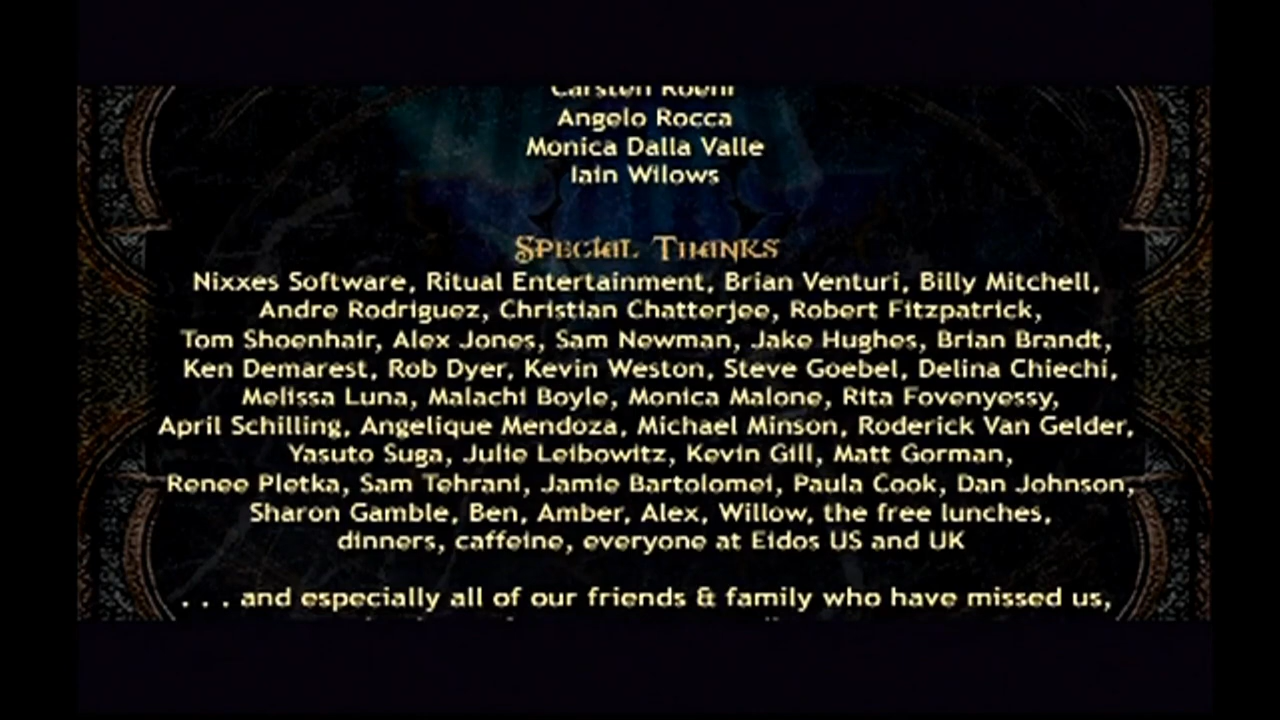 Angelo Rocca
Monica Dalla Valle
Iain Wilows
Special Thanks
Nixxes Software, Ritual Entertainment, Brian Venturi, Billy Mitchell,
Andre Rodriguez, Christian Chatterjee, Robert Fitzpatrick,
Tom Shoenhair, Alex Jones, Sam Newman, Jake Hughes, Brian Brandt,
Ken Demarest, Rob Dyer, Kevin Weston, Steve Goebel, Delina Chiechi,
Melissa Luna, Malachi Boyle, Monica Malone, Rita Fovenyessy,
April Schilling, Angelique Mendoza, Michael Minson, Roderick Van Gelder,
Yasuto Suga, Julie Leibowitz, Kevin Gill, Matt Gorman,
Renee Pletka, Sam Tehrani, Jamie Bartolomei, Paula Cook, Dan Johnson,
Sharon Gamble, Ben, Amber, Alex, Willow, the free lunches,
dinners, caffeine, everyone at Eidos US and UK
. . . and especially all of our friends & family who have missed us,